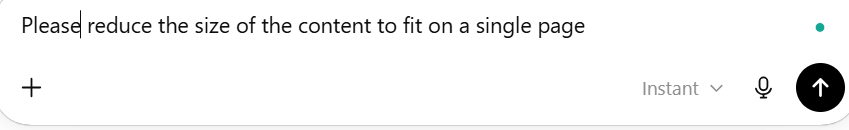 Please reduce the size of the content to fit on a single page
Instant